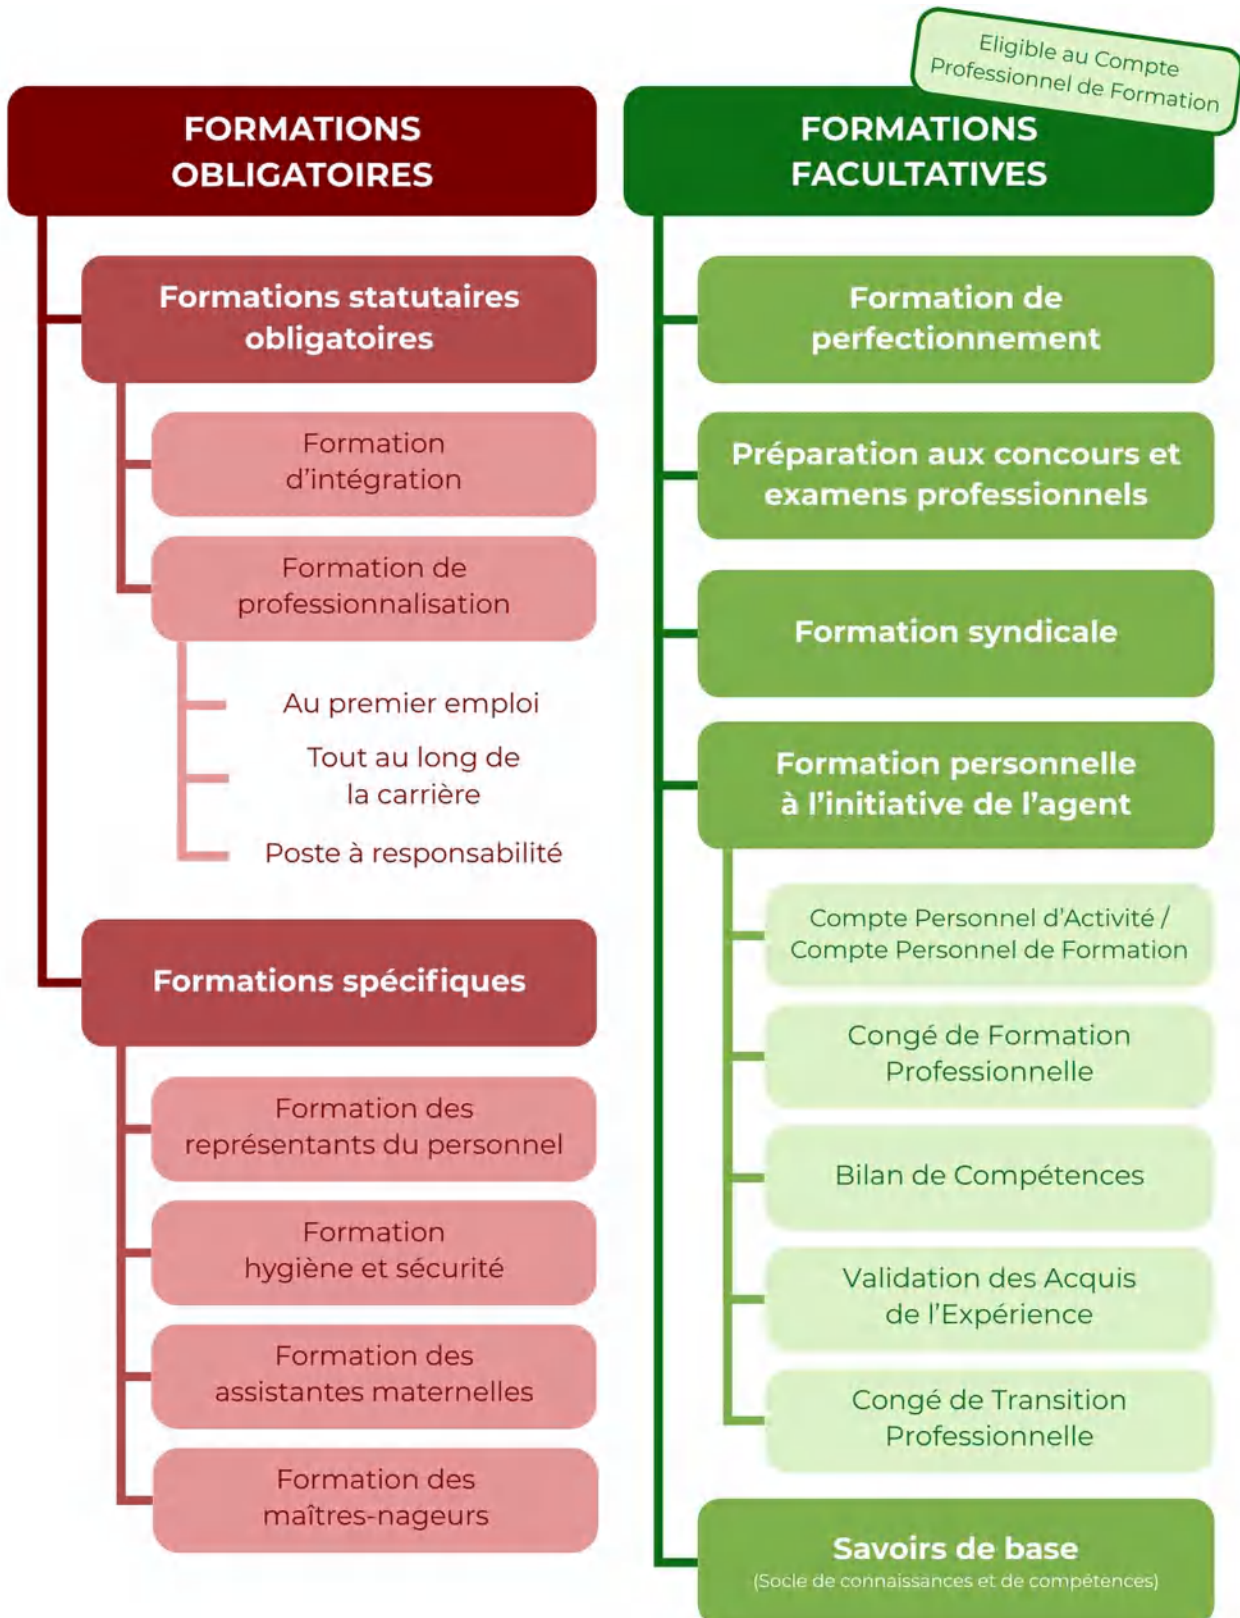 Eligible au Compte
Professionnel de Formation
FORMATIONS
OBLIGATOIRES
Formations statutaires
obligatoires
Formation
d'intégration
Formation de
professionnalisation
Au premier emploi
Tout au long de
la carrière
Poste à responsabilité
Formations spécifiques
Formation des
représentants du personnel
Formation
hygiène et sécurité
Formation des
assistantes maternelles
Formation des
maîtres-nageurs
FORMATIONS
FACULTATIVES
Formation de
perfectionnement
Préparation aux concours et
examens professionnels
Formation syndicale
Formation personnelle
à l'initiative de l'agent
Compte Personnel d'Activité /
Compte Personnel de Formation
Congé de Formation
Professionnelle
Bilan de Compétences
Validation des Acquis
de l'Expérience
Congé de Transition
Professionnelle
Savoirs de base
(Socle de connaissances et de compétences)